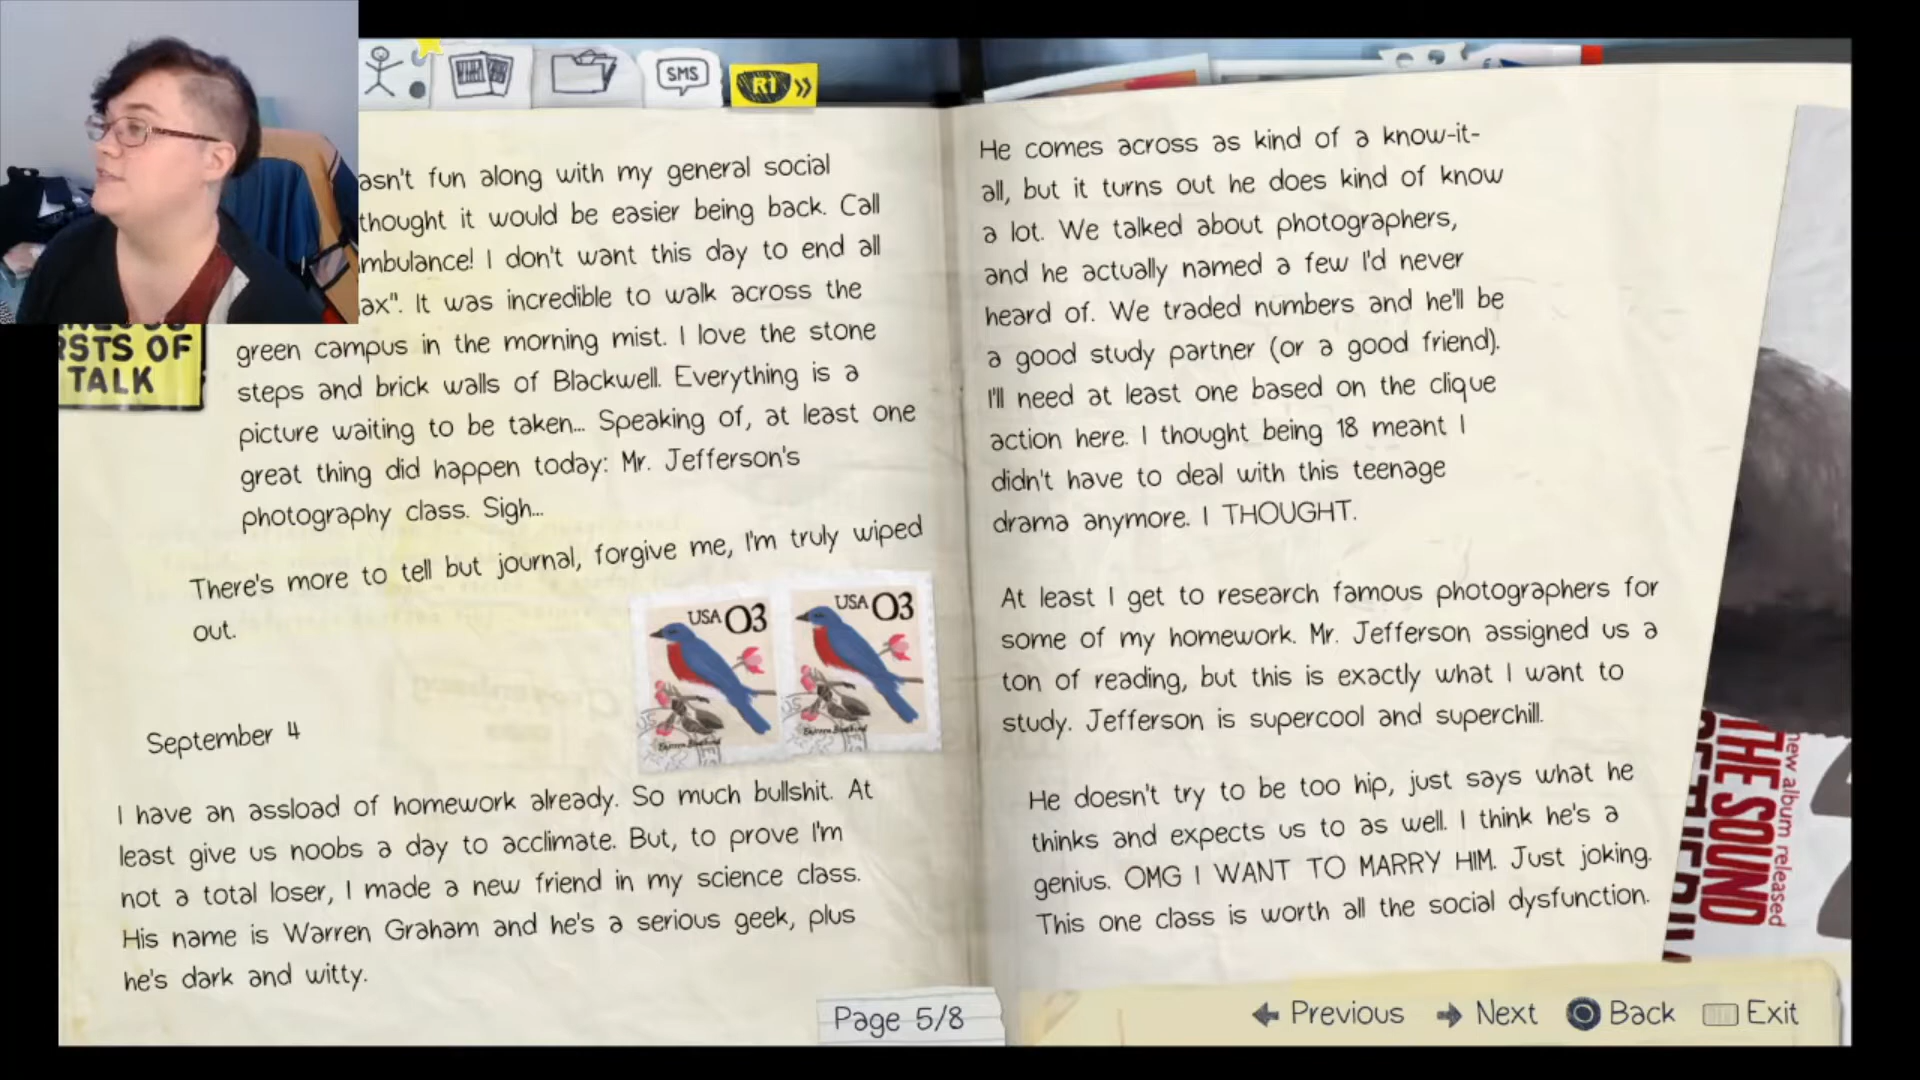 SMS
R1
asn't fun along with my general social
thought it would be easier being back. Call
mbulance! I don't want this day to end all
ax". It was incredible to walk across the
green campus in the morning mist. I love the stone
steps and brick walls of Blackwell. Everything is a
picture waiting to be taken... Speaking of, at least one
great thing did happen today: Mr. Jefferson's
photography class. Sigh...
There's more to tell but journal, forgive me, I'm truly wiped
out.
RSTS OF
TALK
USA 03
USA 03
September 4
I have an assload of homework already. So much bullshit. At
least give us noobs a day to acclimate. But, to prove I'm
not a total loser, I made a new friend in my science class.
His name is Warren Graham and he's a serious geek, plus
he's dark and witty.
He comes across as kind of a know-it-
all, but it turns out he does kind of know
a lot. We talked about photographers,
and he actually named a few I'd never
heard of. We traded numbers and he'll be
a good study partner (or a good friend).
I'll need at least one based on the clique
action here. I thought being 18 meant I
didn't have to deal with this teenage
drama anymore. I THOUGHT.
At least I get to research famous photographers for
some of my homework. Mr. Jefferson assigned us a
ton of reading, but this is exactly what I want to
study. Jefferson is supercool and superchill.
He doesn't try to be too hip, just says what he
thinks and expects us to as well. I think he's a
genius. OMG I WANT TO MARRY HIM. Just joking.
This one class is worth all the social dysfunction.
new album released
THE SOUND
Page 5/8
Previous
Next
Back
Exit